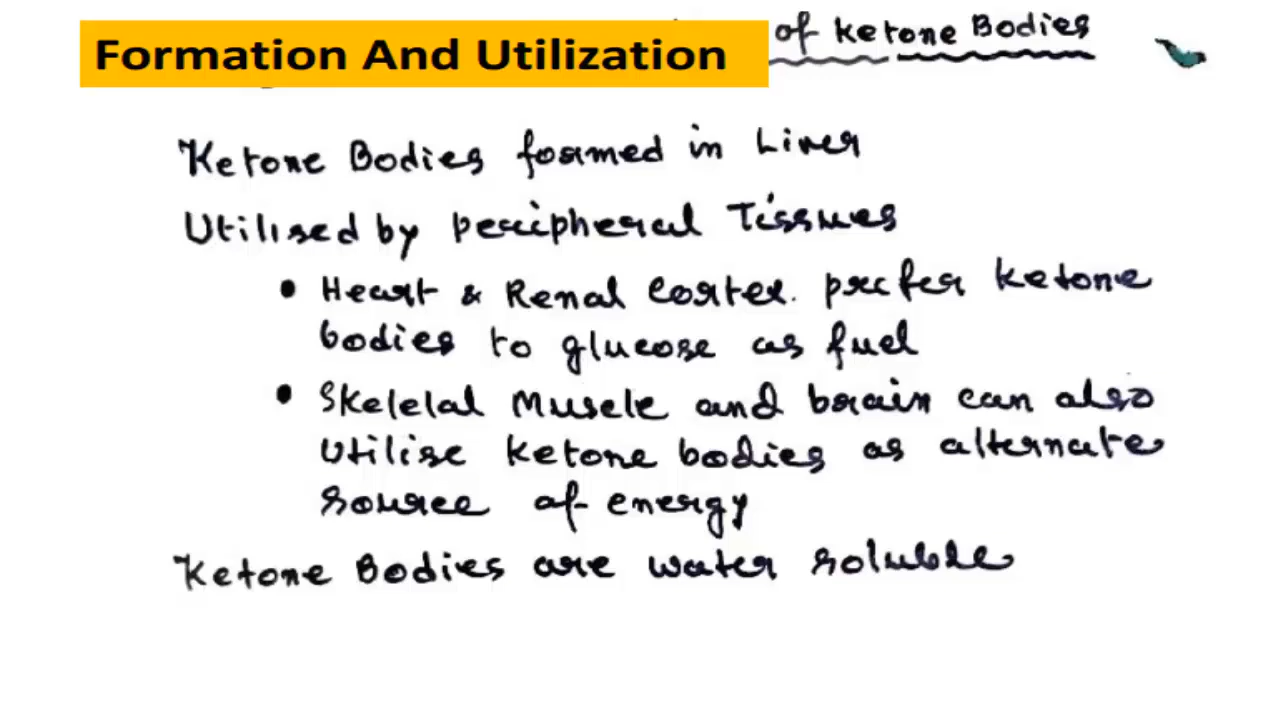 Formation And Utilization of Ketone Bodies
Ketone Bodies formed in Liver
Utilised by peripheral Tissues
• Heart & Renal Cortex. prefer Ketone
bodies to glucose as fuel
• Skeletal Muscle and brain can also
Utilise Ketone bodies as alternate
source of energy
Ketone Bodies are water soluble